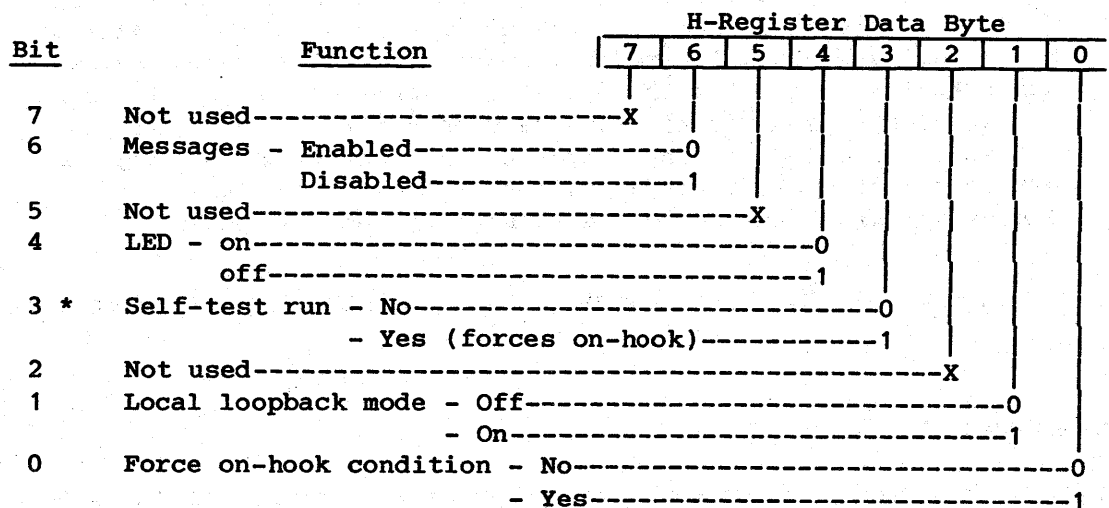 H-Register Data Byte
Bit Function 7 6 5 4 3 2 1 0
7 Not used-----------------------X
6 Messages - Enabled-----------------0
Disabled----------------1
5 Not used-------------------------------X
4 LED - on-----------------------------------0
off----------------------------------1
3 * Self-test run - No-------------------------------0
- Yes (forces on-hook)-----------1
2 Not used-------------------------------------------X
1 Local loopback mode - Off------------------------------0
- On-------------------------------1
0 Force on-hook condition - No-------------------------------0
- Yes------------------------------1